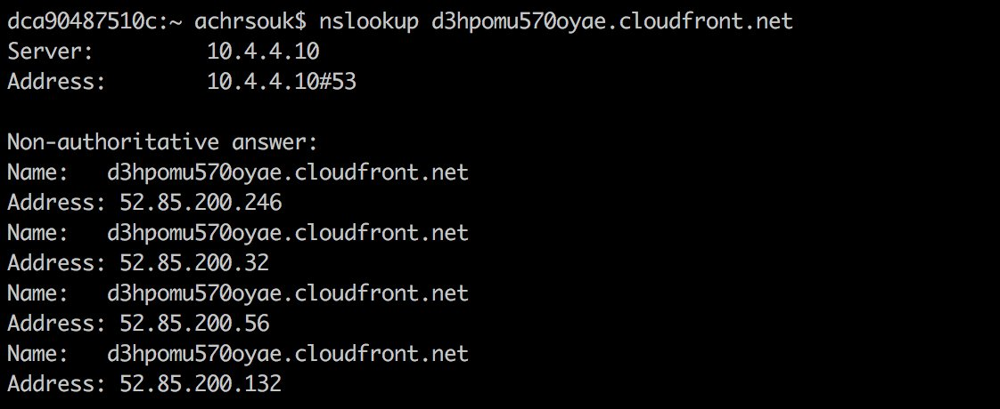 dca90487510c:~ achrsouk$ nslookup d3hpomu570oyae.cloudfront.net
Server: 10.4.4.10
Address: 10.4.4.10#53
Non-authoritative answer:
Name: d3hpomu570oyae.cloudfront.net
Address: 52.85.200.246
Name: d3hpomu570oyae.cloudfront.net
Address: 52.85.200.32
Name: d3hpomu570oyae.cloudfront.net
Address: 52.85.200.56
Name: d3hpomu570oyae.cloudfront.net
Address: 52.85.200.132